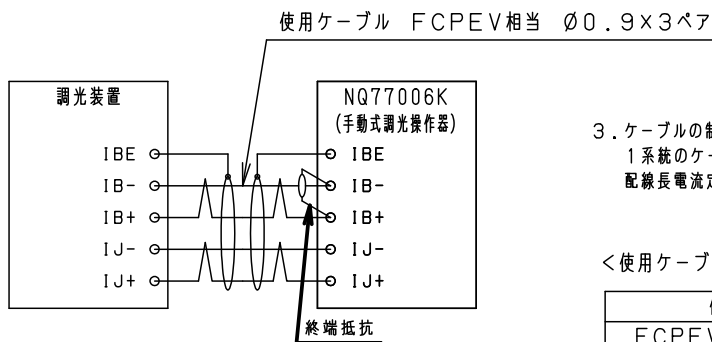 使用ケーブル FCPEV相当 Ø0.9×3ペア
調光装置
IBE
IB-
IB+
IJ-
IJ+
NQ77006K
(手動式調光操作器)
IBE
IB-
IB+
IJ-
IJ+
終端抵抗
3.ケーブルの制
1系統のケー
配線長電流定
<使用ケーブ
FCPEV